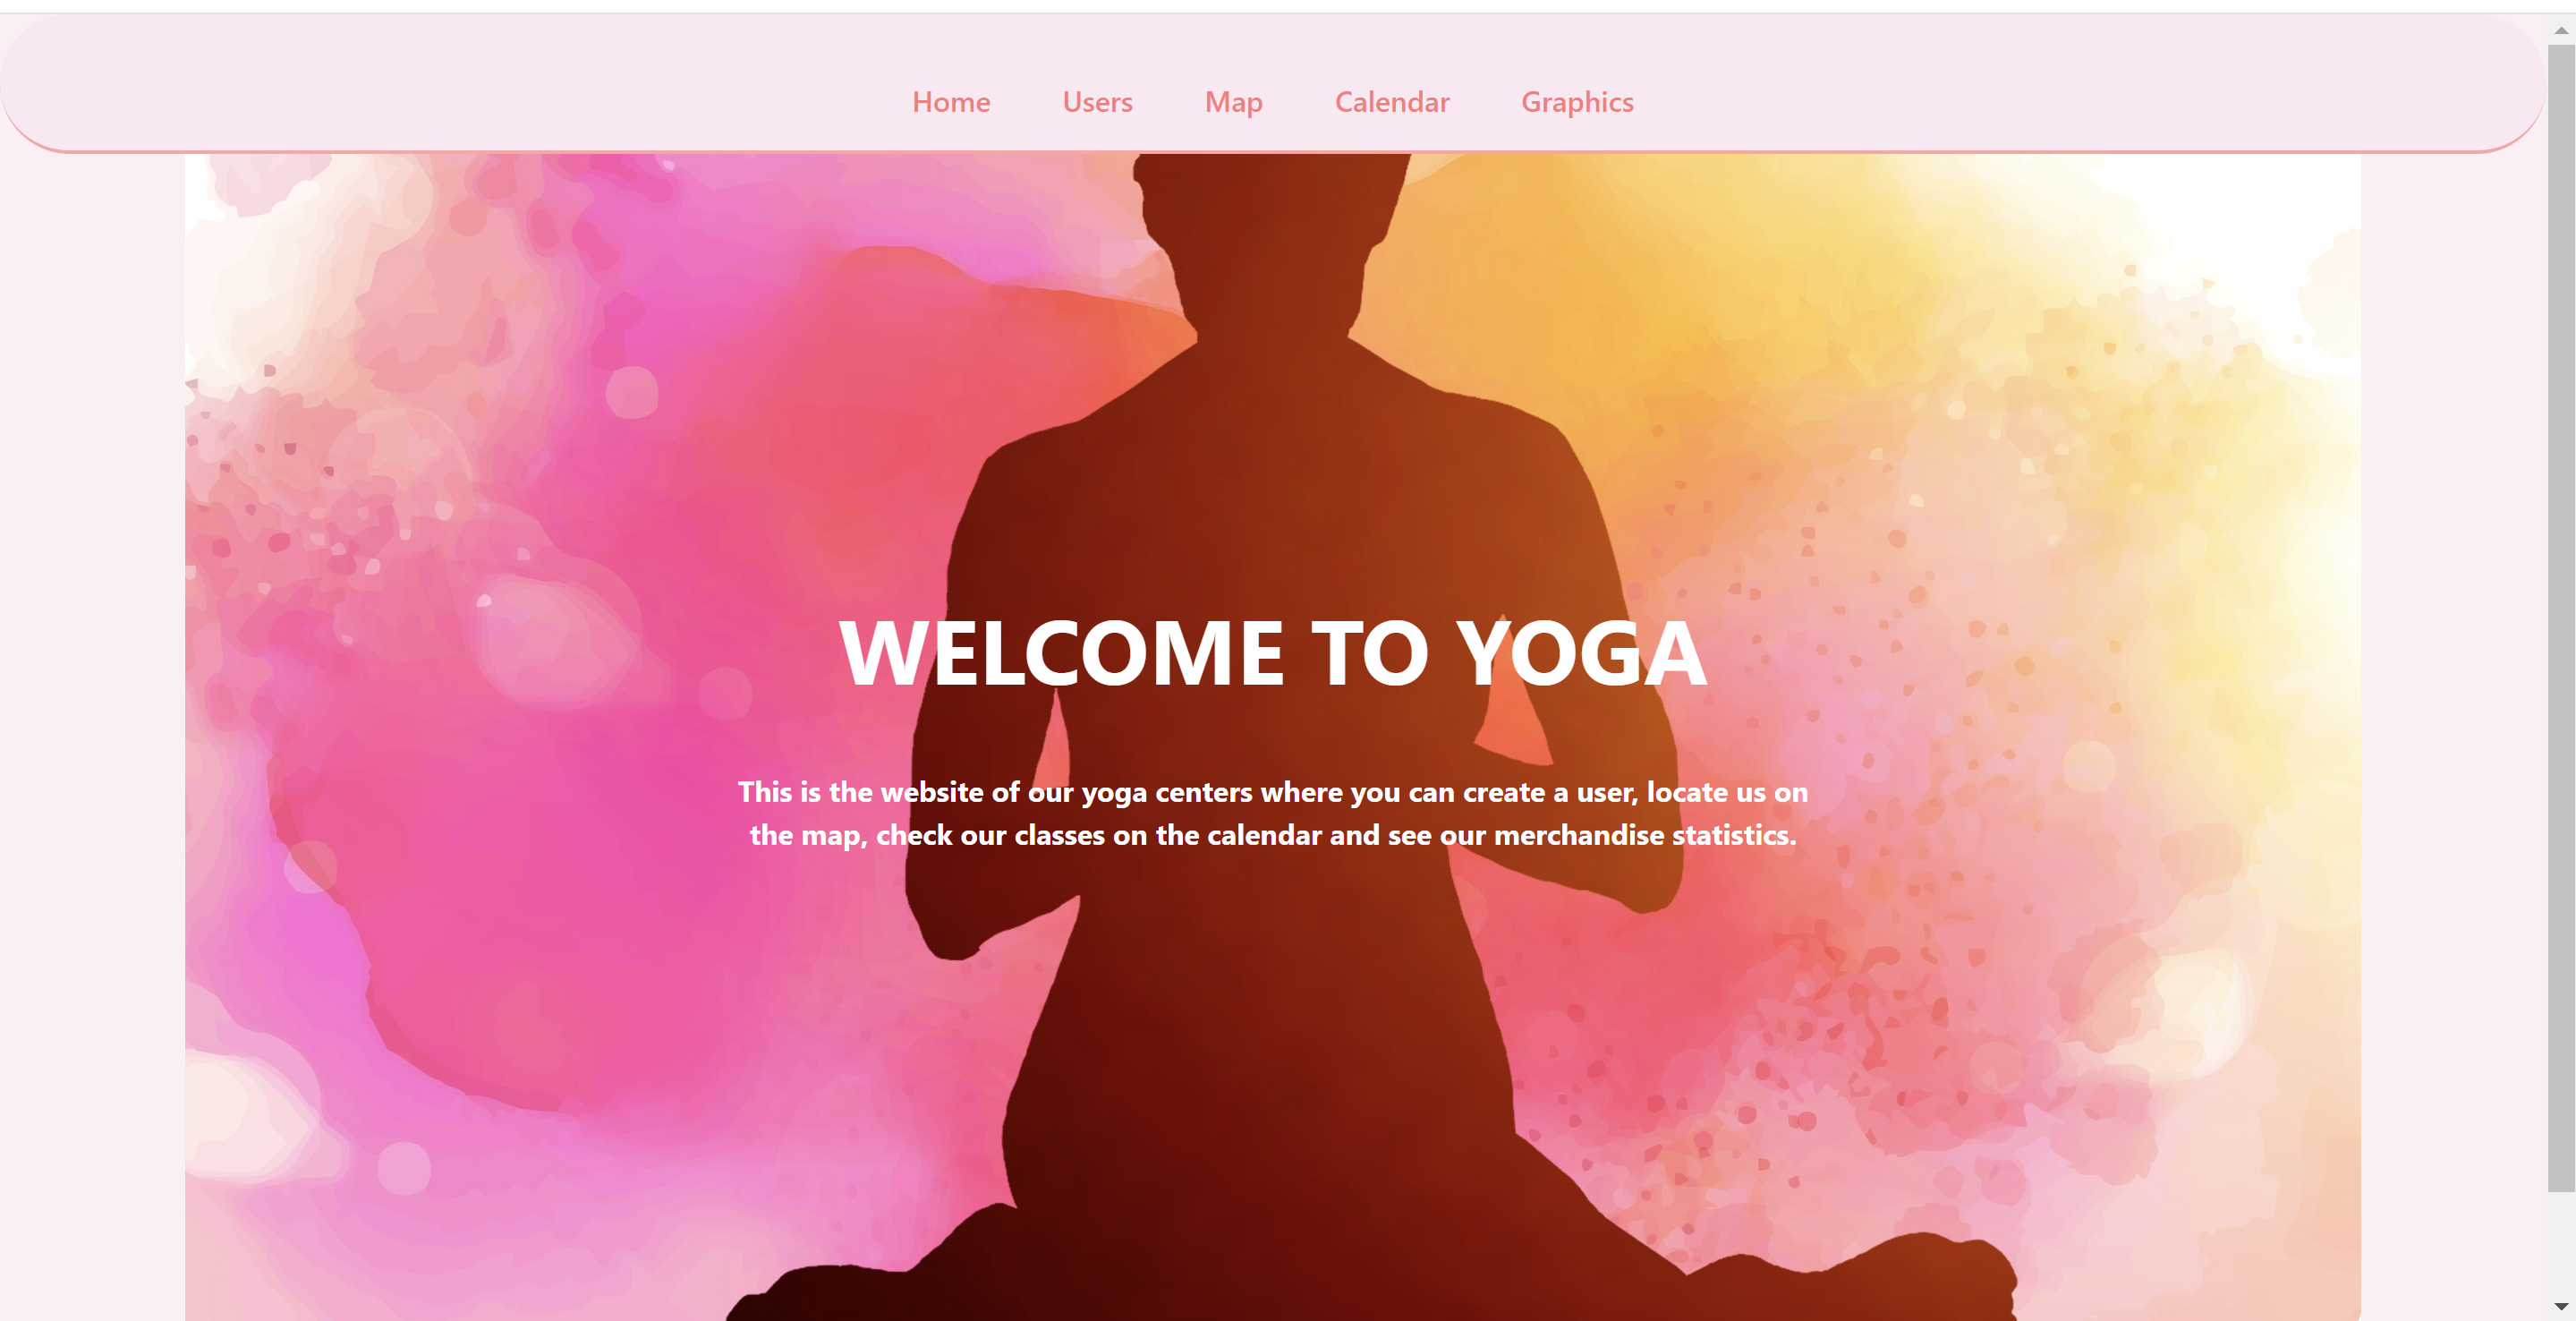 Home Users Map Calendar Graphics
WELCOME TO YOGA
This is the website of our yoga centers where you can create a user, locate us on
the map, check our classes on the calendar and see our merchandise statistics.